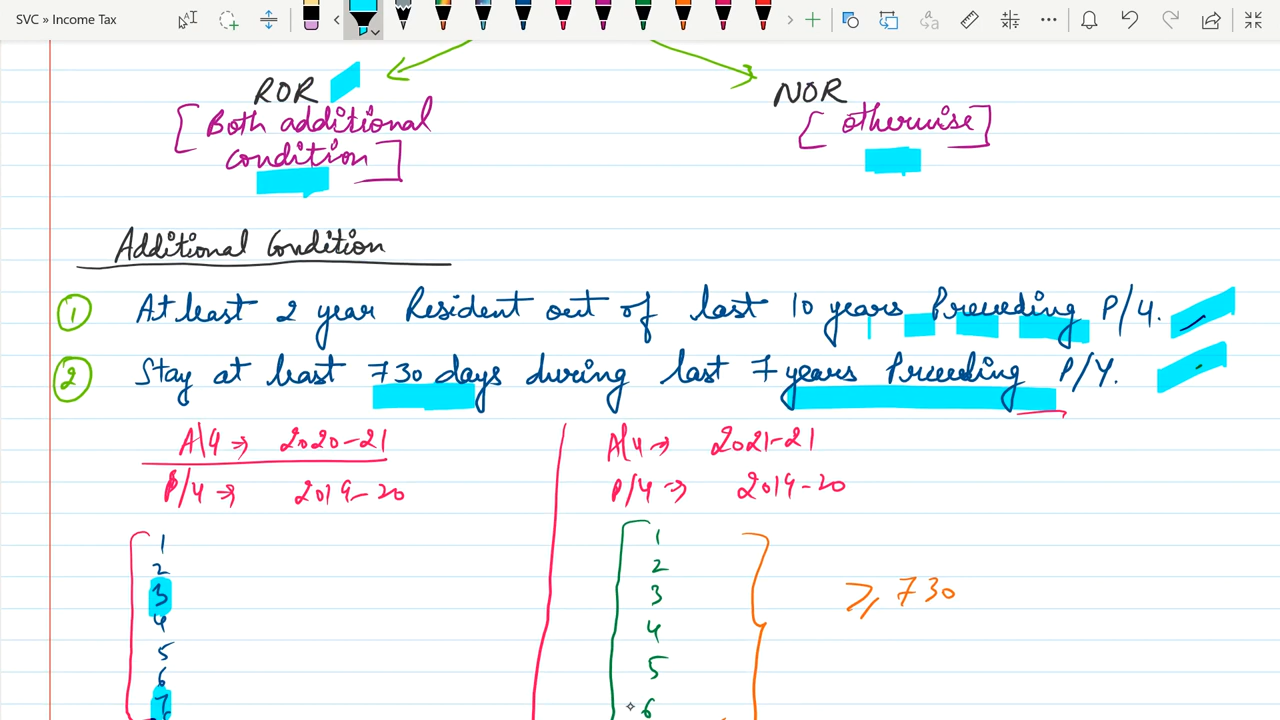 SVC » Income Tax
ROR
NOR
[Both additional
condition]
[otherwise]
Additional Condition
① At least 2 year Resident out of last 10 years Preceding P/Y.
② Stay at least 730 days during last 7 years Preceding P/Y.
A/Y ⇒ 2020-21
P/Y ⇒ 2019-20
1
2
3
4
5
6
7
A/Y ⇒ 2021-21
P/Y ⇒ 2019-20
1
2
3
4
5
6
≥ 730